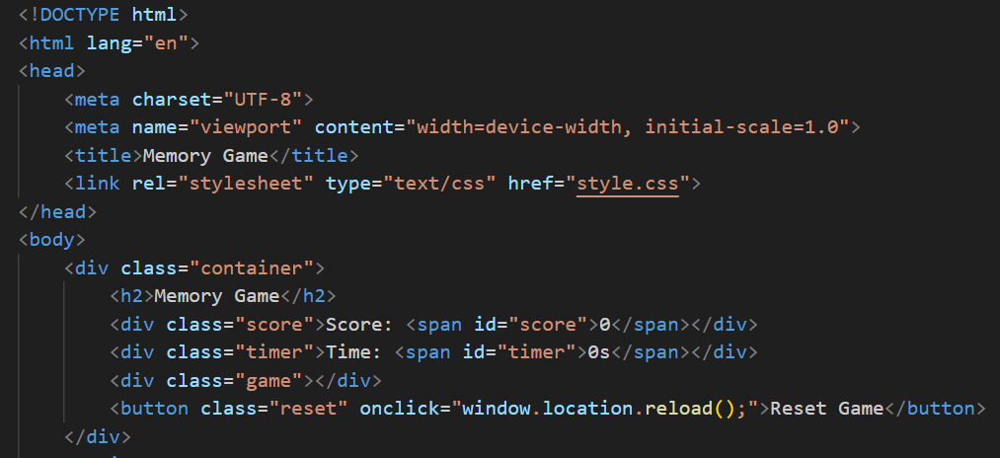 <!DOCTYPE html>
<html lang="en">
<head>
    <meta charset="UTF-8">
    <meta name="viewport" content="width=device-width, initial-scale=1.0">
    <title>Memory Game</title>
    <link rel="stylesheet" type="text/css" href="style.css">
</head>
<body>
    <div class="container">
        <h2>Memory Game</h2>
        <div class="score">Score: <span id="score">0</span></div>
        <div class="timer">Time: <span id="timer">0s</span></div>
        <div class="game"></div>
        <button class="reset" onclick="window.location.reload();">Reset Game</button>
    </div>